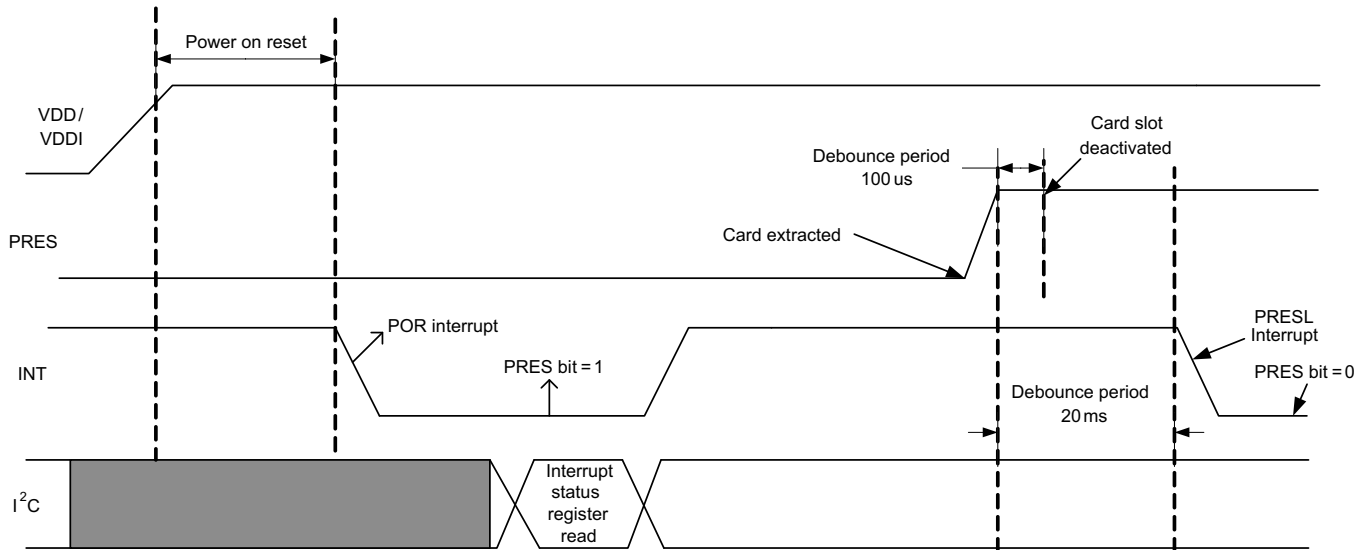 Power on reset
VDD/
VDDI
Card slot
deactivated
Debounce period
100 us
PRES
Card extracted
POR interrupt
PRESL
Interrupt
INT
PRES bit = 1
PRES bit = 0
Debounce period
20 ms
I²C
Interrupt
status
register
read